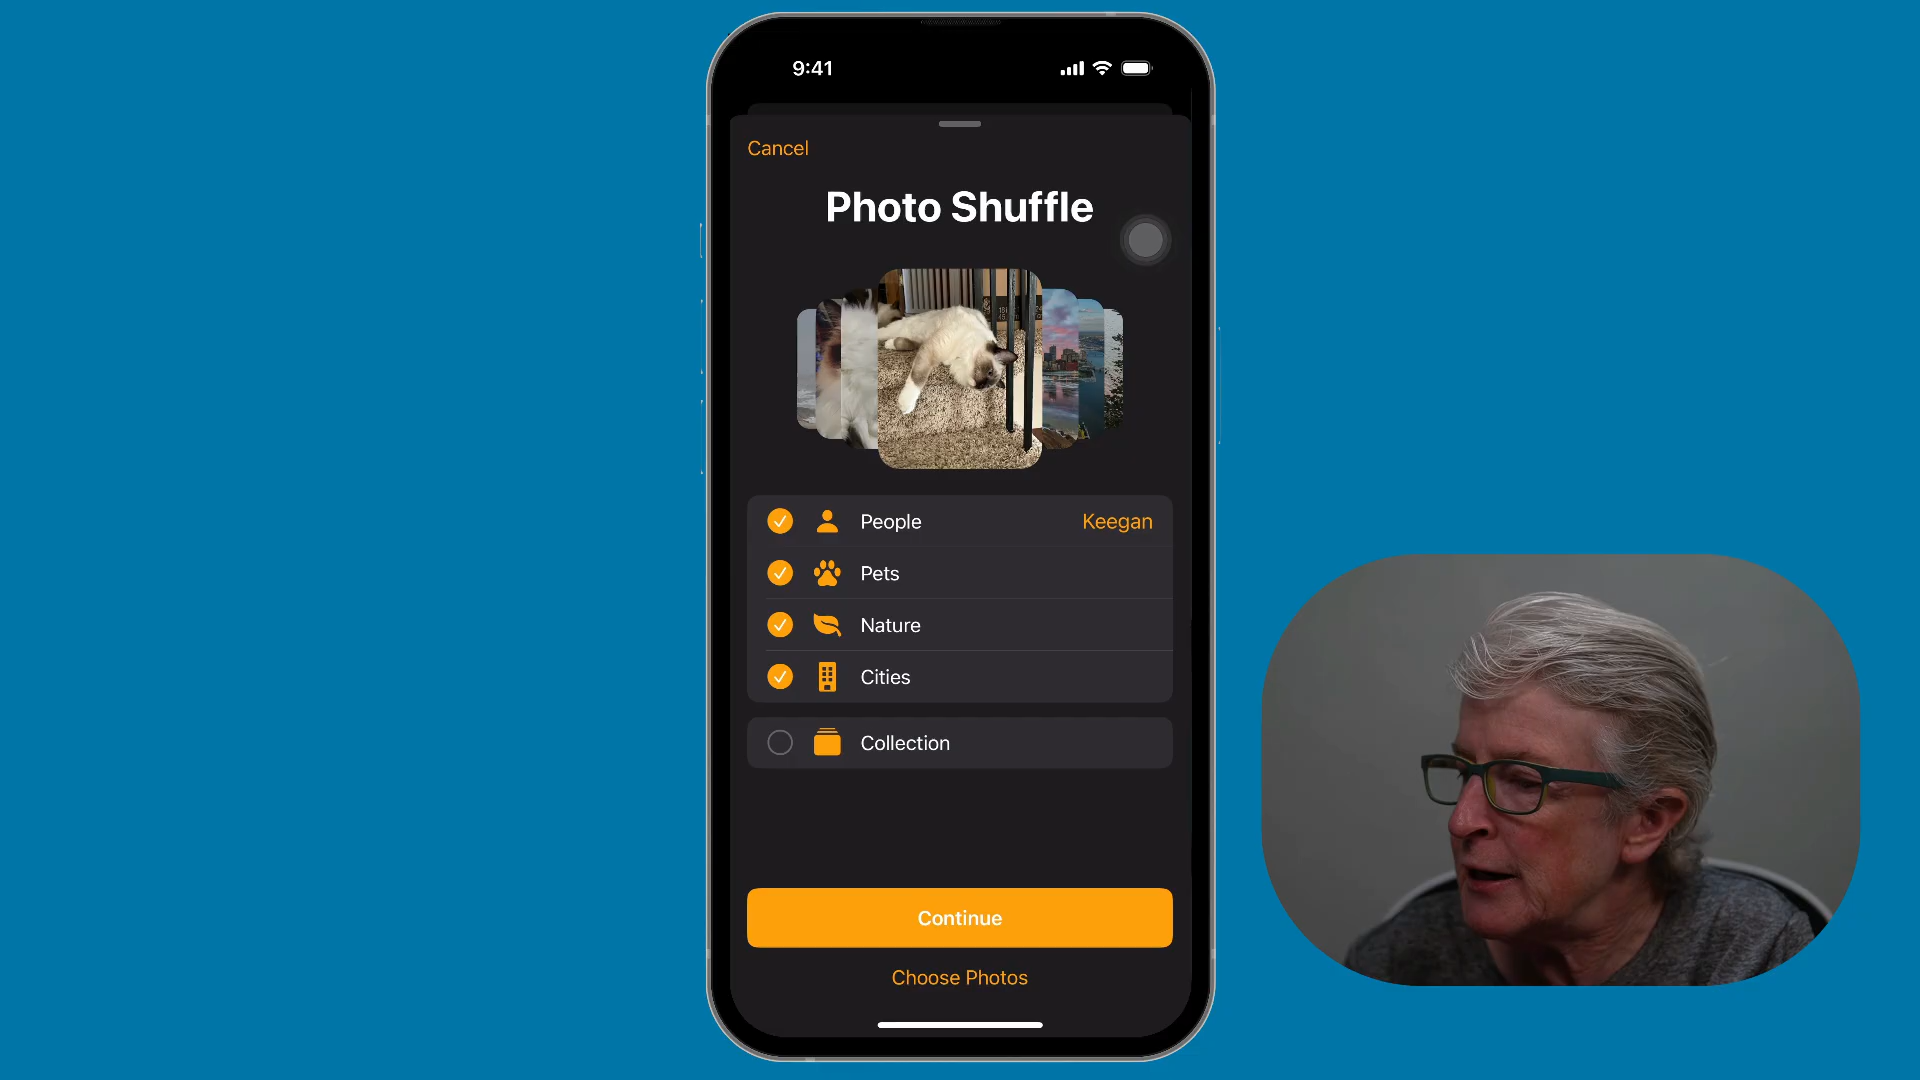 9:41
Cancel
Photo Shuffle
People Keegan
Pets
Nature
Cities
Collection
Continue
Choose Photos